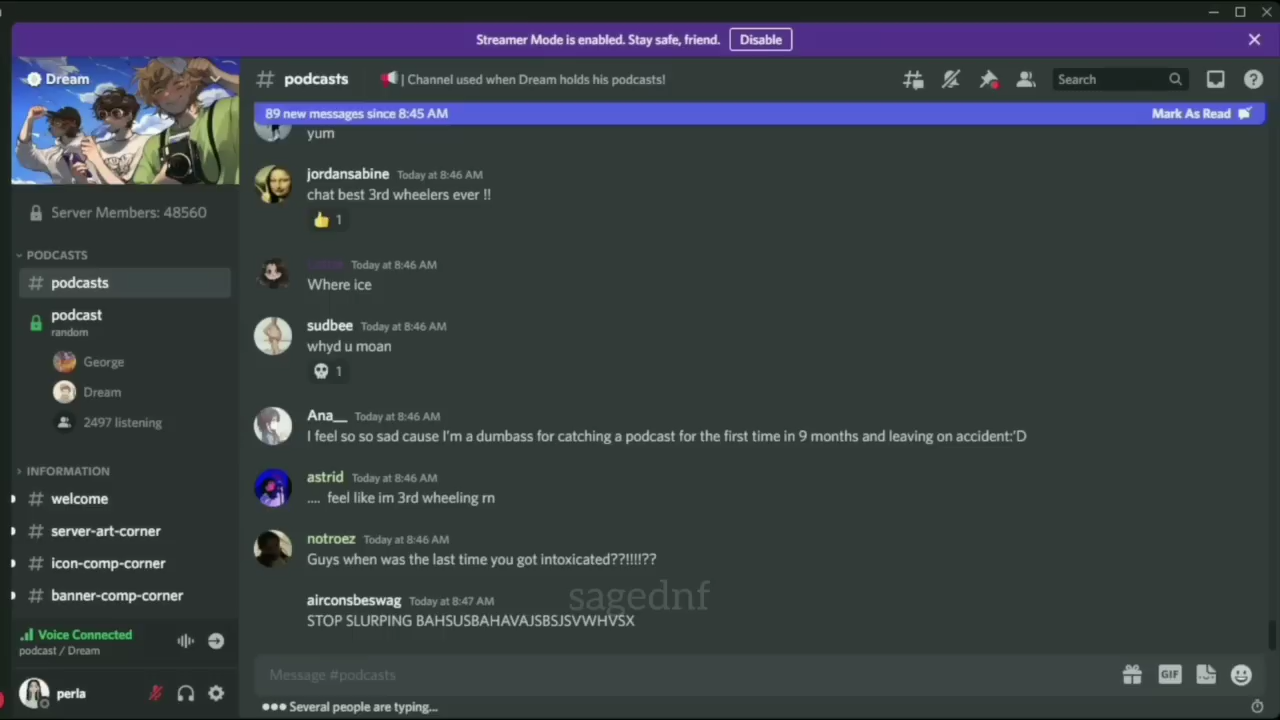 Streamer Mode is enabled. Stay safe, friend. Disable
Dream
# podcasts | Channel used when Dream holds his podcasts! Search
89 new messages since 8:45 AM Mark As Read
yum
jordansabine Today at 8:46 AM
chat best 3rd wheelers ever !!
1
Server Members: 48560
PODCASTS
# podcasts
podcast
random
George
Dream
2497 listening
Today at 8:46 AM
Where ice
sudbee Today at 8:46 AM
whyd u moan
1
Ana__ Today at 8:46 AM
I feel so so sad cause I'm a dumbass for catching a podcast for the first time in 9 months and leaving on accident:'D
INFORMATION
# welcome
# server-art-corner
# icon-comp-corner
# banner-comp-corner
astrid Today at 8:46 AM
.... feel like im 3rd wheeling rn
notroez Today at 8:46 AM
Guys when was the last time you got intoxicated??!!!!??
sagednf
airconsbeswag Today at 8:47 AM
STOP SLURPING BAHSUSBAHAVAJSBSJSVWHVSX
Voice Connected
podcast / Dream
perla
Message #podcasts
GIF
Several people are typing...